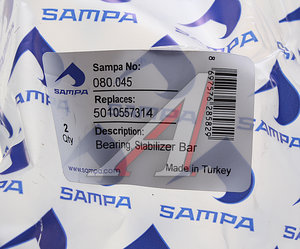 SAMPA
SAMPA
Sampa No:
080.045
Replaces:
5010557314
SAMPA
2
Qty
Description:
Bearing, Stabilizer Bar
www.sampa.com
Made in Turkey
SAMPA
SAMPA
SAMPA